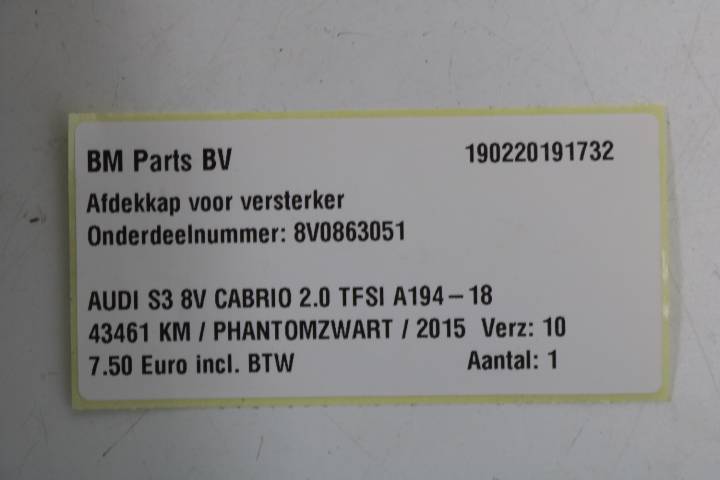 BM Parts BV 190220191732
Afdekkap voor versterker
Onderdeelnummer: 8V0863051
AUDI S3 8V CABRIO 2.0 TFSI A194-18
43461 KM / PHANTOMZWART / 2015 Verz: 10
7.50 Euro incl. BTW Aantal: 1